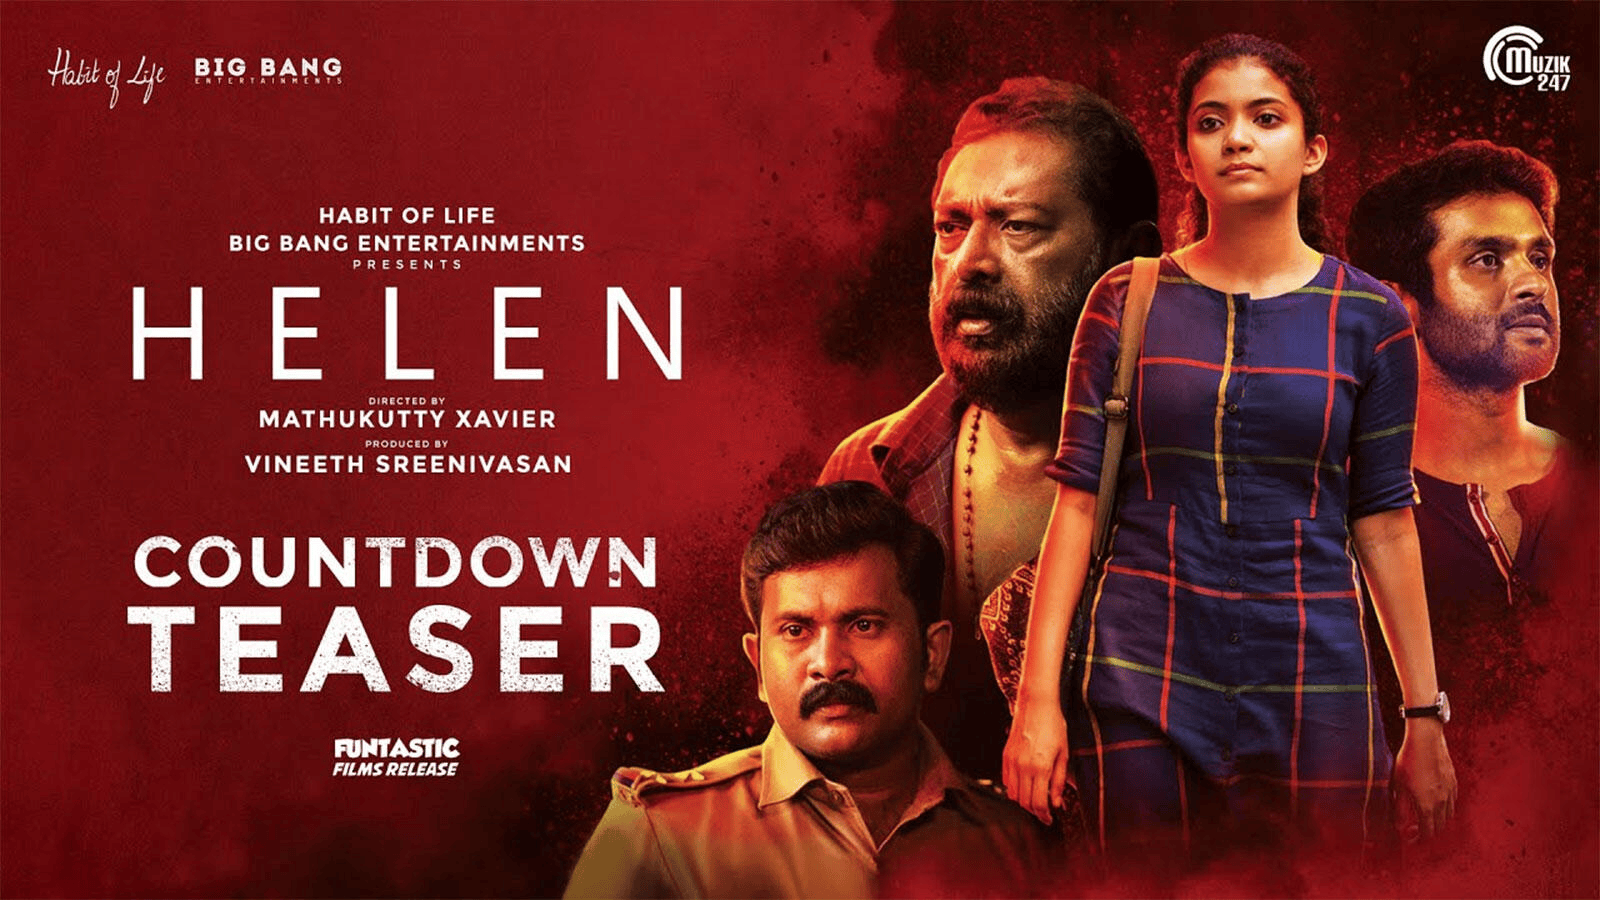 Habit of Life
BIG BANG
ENTERTAINMENTS
MUZIK
247
HABIT OF LIFE
BIG BANG ENTERTAINMENTS
PRESENTS
HELEN
DIRECTED BY
MATHUKUTTY XAVIER
PRODUCED BY
VINEETH SREENIVASAN
COUNTDOWN
TEASER
FUNTASTIC
FILMS RELEASE